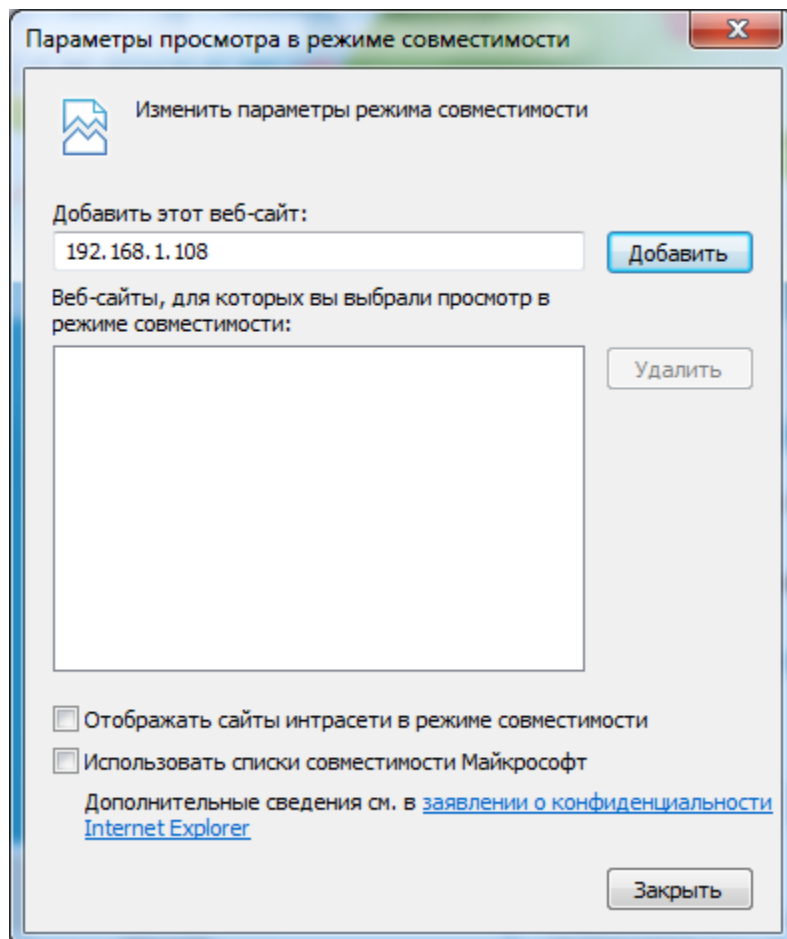 Параметры просмотра в режиме совместимости
Изменить параметры режима совместимости
Добавить этот веб-сайт:
192.168.1.108
Добавить
Веб-сайты, для которых вы выбрали просмотр в
режиме совместимости:
Удалить
Отображать сайты интрасети в режиме совместимости
Использовать списки совместимости Майкрософт
Дополнительные сведения см. в заявлении о конфиденциальности
Internet Explorer
Закрыть